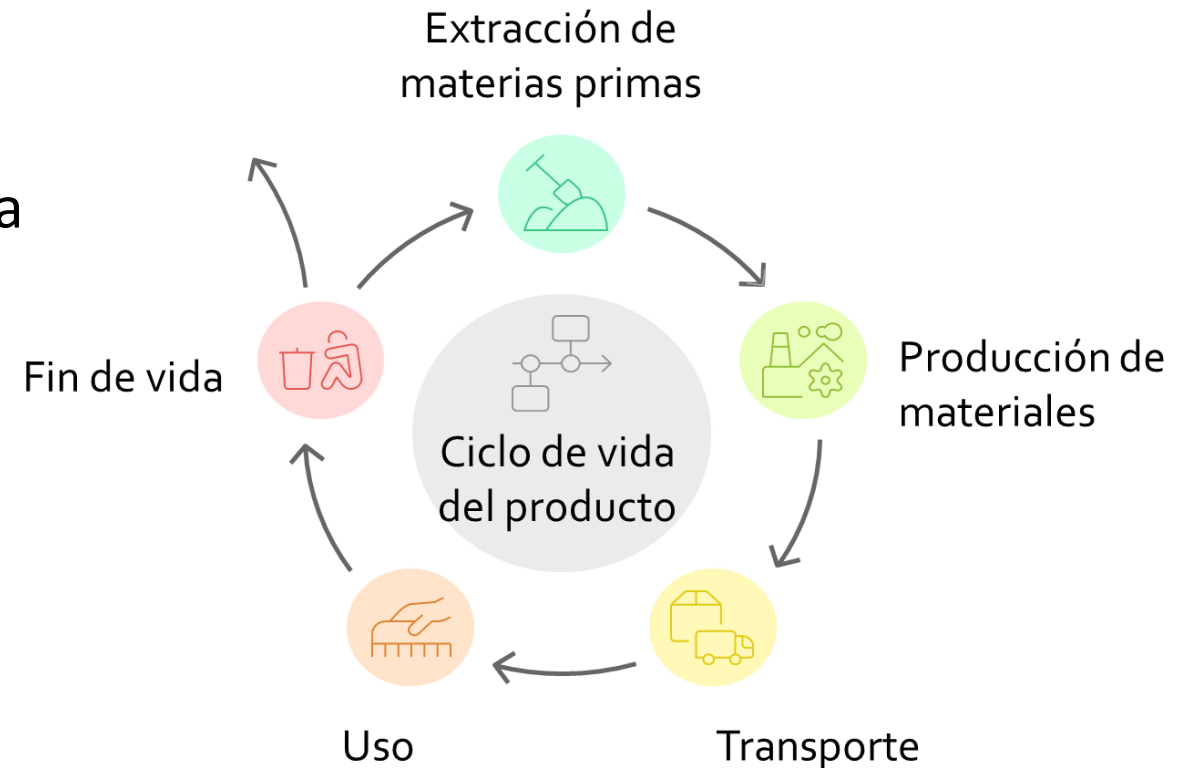 Extracción de
materias primas
a
Producción de
materiales
Fin de vida
Ciclo de vida
del producto
Uso
Transporte